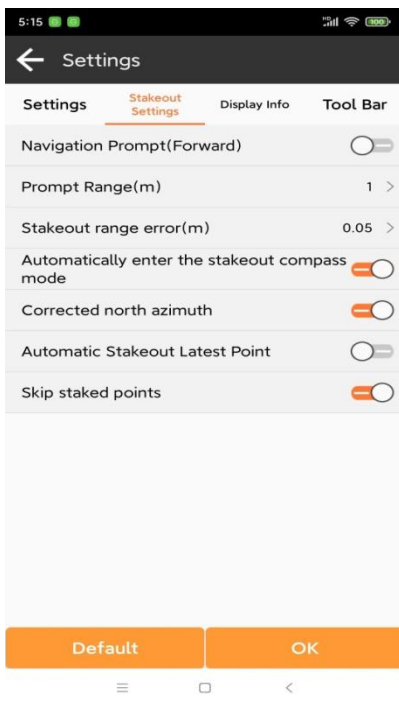 5:15 HD 100
Settings
Settings Stakeout Settings Display Info Tool Bar
Navigation Prompt(Forward)
Prompt Range(m) 1
Stakeout range error(m) 0.05
Automatically enter the stakeout compass
mode
Corrected north azimuth
Automatic Stakeout Latest Point
Skip staked points
Default OK